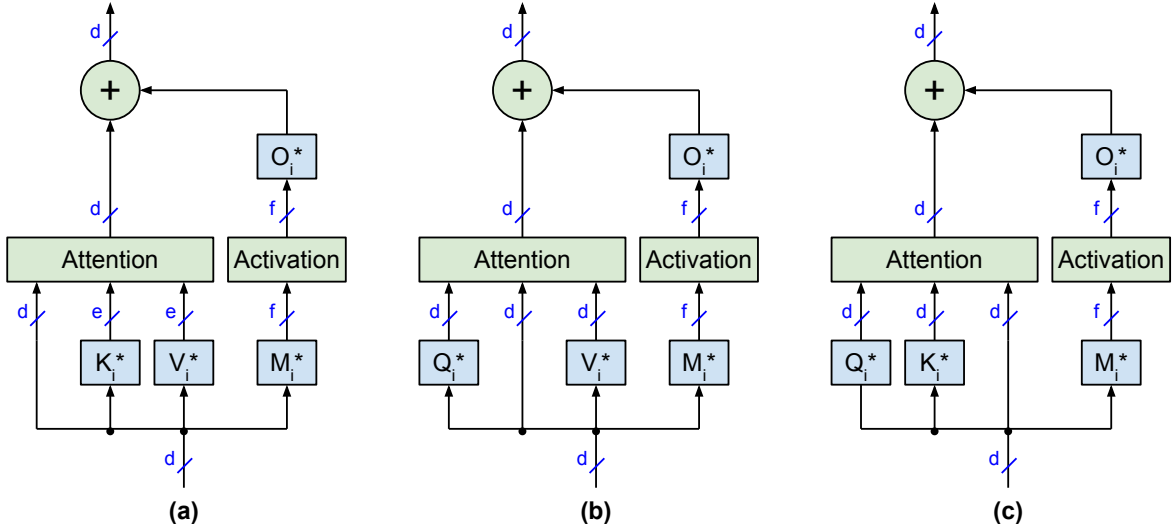 d d d
+ + +
O_i^* O_i^* O_i^*
d f d f d f
Attention Activation Attention Activation Attention Activation
d e e f d d d f d d d f
K_i^* V_i^* M_i^* Q_i^* V_i^* M_i^* Q_i^* K_i^* M_i^*
d d d
(a) (b) (c)